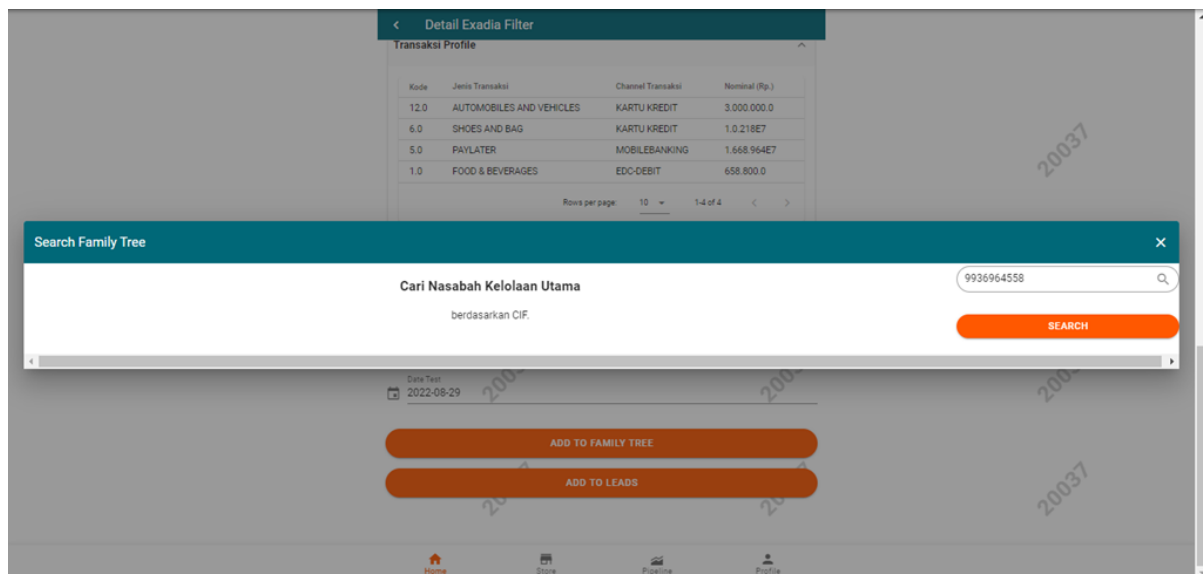 Detail Exadia Filter
Transaksi Profile
Kode Jenis Transaksi Channel Transaksi Nominal (Rp.)
12.0 AUTOMOBILES AND VEHICLES KARTU KREDIT 3.000.000.0
6.0 SHOES AND BAG KARTU KREDIT 1.0.218E7
5.0 PAYLATER MOBILEBANKING 1.668.964E7
1.0 FOOD & BEVERAGES EDC-DEBIT 658.800.0
20037
Rows per page: 10 1-4 of 4
Search Family Tree
Cari Nasabah Kelolaan Utama
9936964558
berdasarkan CIF.
SEARCH
Date Test
2022-08-29
ADD TO FAMILY TREE
ADD TO LEADS
20037
Home Store Pipeline Profile